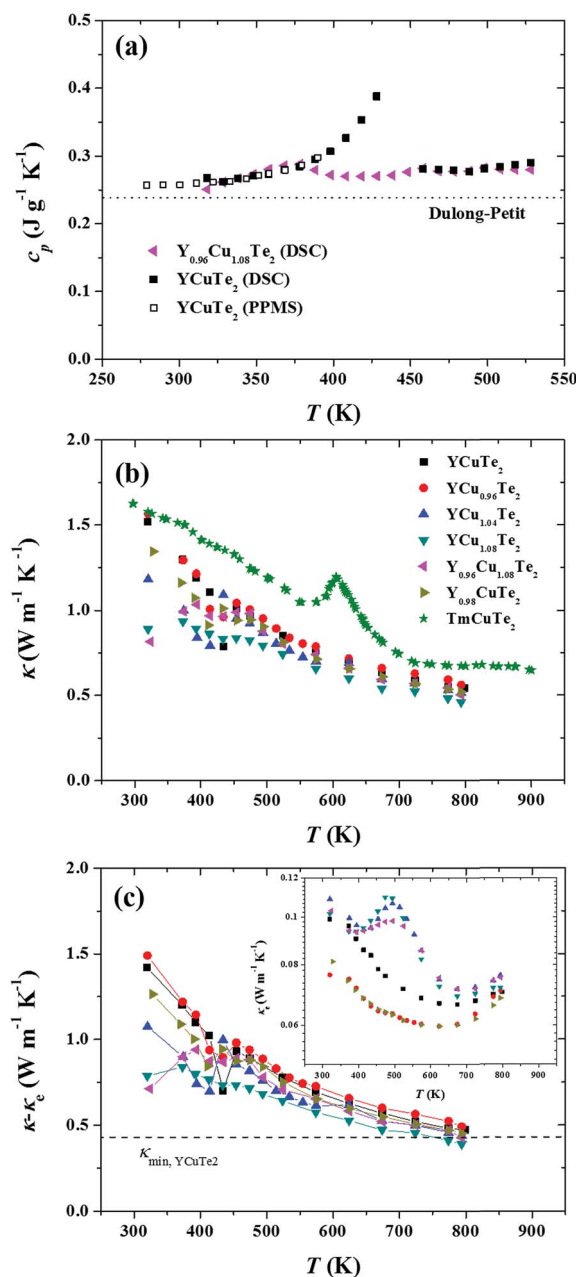 (a)
0.5
0.4
0.3
0.2
0.1
0.0
c_p (J g⁻¹ K⁻¹)
Dulong-Petit
Y₀.₉₆Cu₁.₀₈Te₂ (DSC)
YCuTe₂ (DSC)
YCuTe₂ (PPMS)
250 300 350 400 450 500 550
T (K)
(b)
2.0
1.5
1.0
0.5
0.0
κ (W m⁻¹ K⁻¹)
YCuTe₂
YCu₀.₉₆Te₂
YCu₁.₀₄Te₂
YCu₁.₀₈Te₂
Y₀.₉₆Cu₁.₀₈Te₂
Y₀.₉₈CuTe₂
TmCuTe₂
300 400 500 600 700 800 900
T (K)
(c)
2.0
1.5
1.0
0.5
0.0
κ-κₑ (W m⁻¹ K⁻¹)
0.12
0.1
0.08
0.06
κₑ (W m⁻¹ K⁻¹)
300 400 500 600 700 800 900
T (K)
κ_min, YCuTe2
300 400 500 600 700 800 900
T (K)